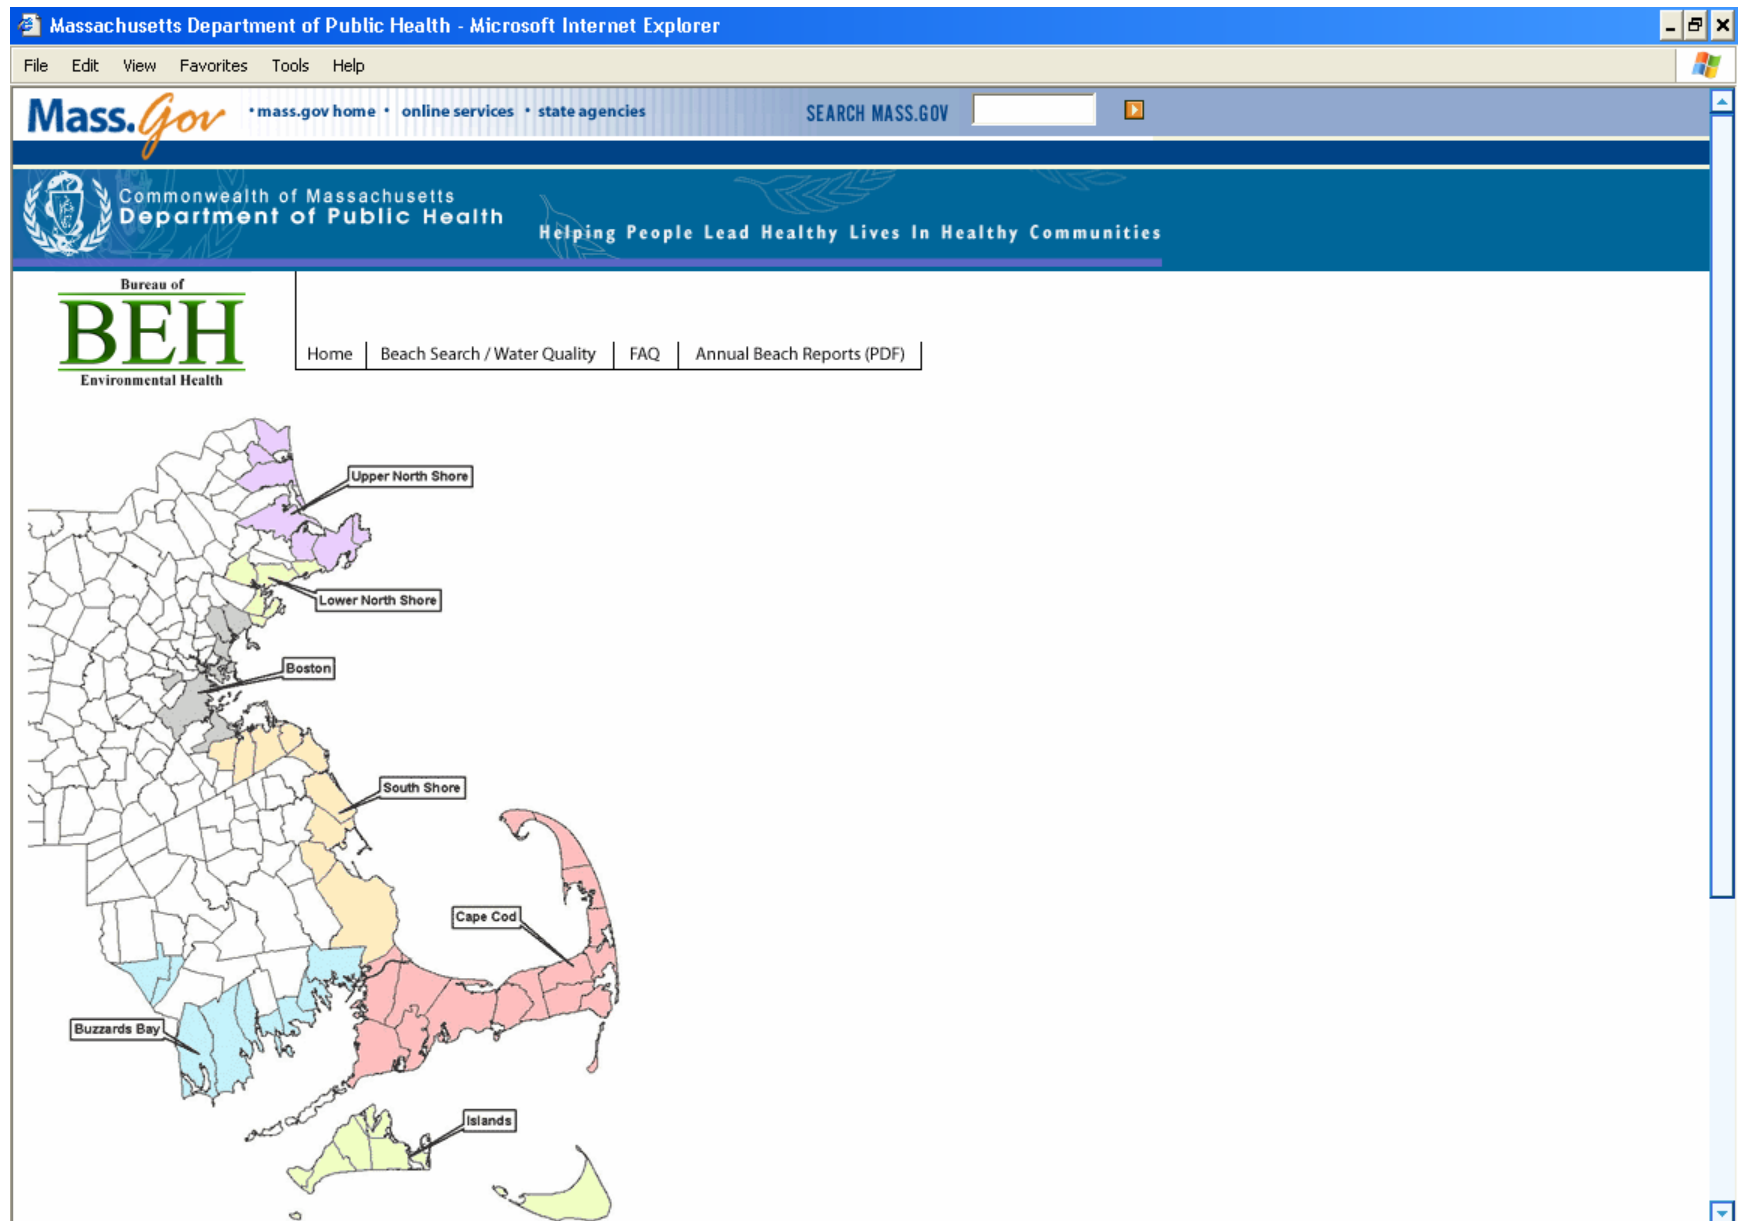 Massachusetts Department of Public Health - Microsoft Internet Explorer
File Edit View Favorites Tools Help
Mass.Gov • mass.gov home • online services • state agencies SEARCH MASS.GOV
Commonwealth of Massachusetts
Department of Public Health
Helping People Lead Healthy Lives In Healthy Communities
Bureau of
BEH
Environmental Health
Home Beach Search / Water Quality FAQ Annual Beach Reports (PDF)
Upper North Shore
Lower North Shore
Boston
South Shore
Cape Cod
Buzzards Bay
Islands